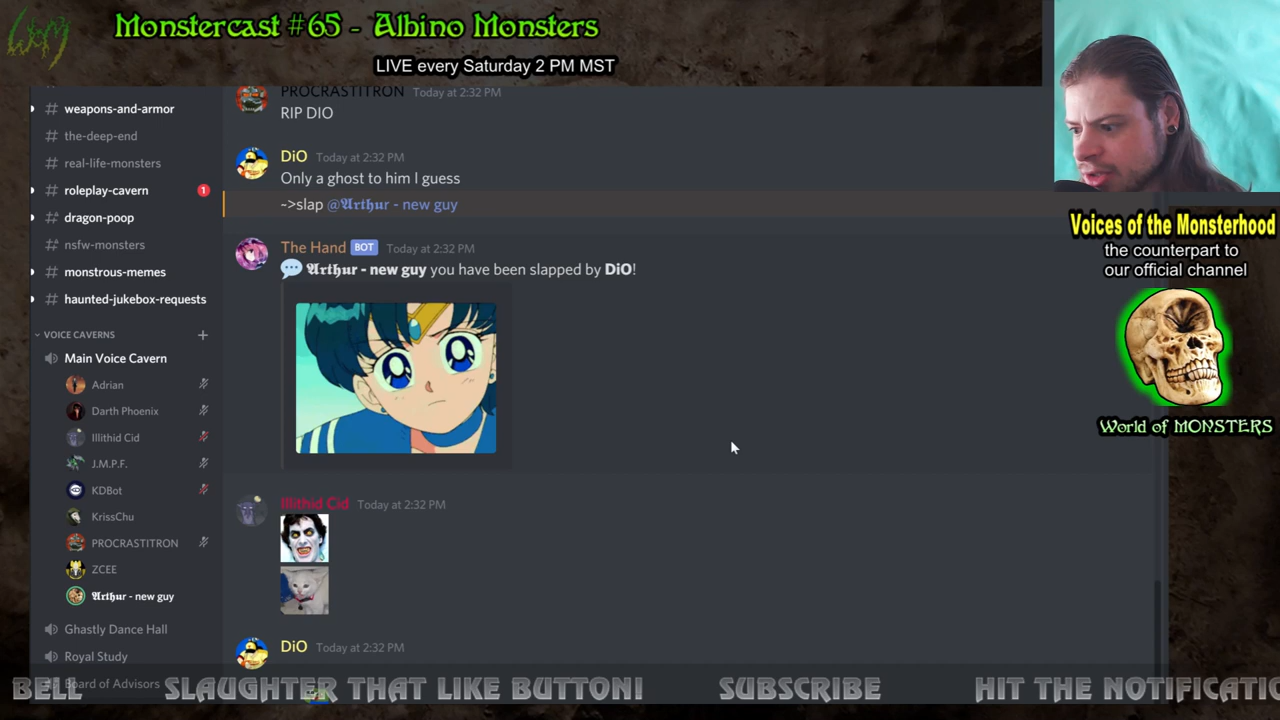 WM
Monstercast #65 - Albino Monsters
LIVE every Saturday 2 PM MST
# weapons-and-armor
# the-deep-end
# real-life-monsters
# roleplay-cavern 1
# dragon-poop
# nsfw-monsters
# monstrous-memes
# haunted-jukebox-requests
VOICE CAVERNS +
Main Voice Cavern
Adrian
Darth Phoenix
Illithid Cid
J.M.P.F.
KDBot
KrissChu
PROCRASTITRON
ZCEE
𝕬𝖗𝖙𝖍𝖚r - new guy
Ghastly Dance Hall
Royal Study
Board of Advisors
PROCRASTITRON Today at 2:32 PM
RIP DIO
DiO Today at 2:32 PM
Only a ghost to him I guess
->slap @𝕬𝖗𝖙𝖍𝖚r - new guy
The Hand BOT Today at 2:32 PM
💬 𝕬𝖗𝖙𝖍𝖚r - new guy you have been slapped by DiO!
Illithid Cid Today at 2:32 PM
DiO Today at 2:32 PM
Voices of the Monsterhood
the counterpart to
our official channel
World of MONSTERS
BELL SLAUGHTER THAT LIKE BUTTON! SUBSCRIBE HIT THE NOTIFICATIO